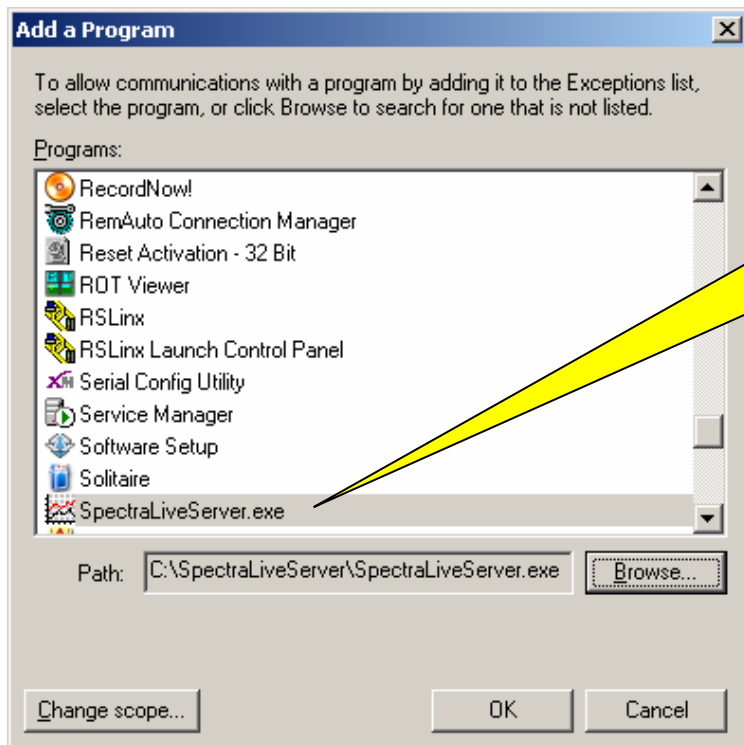 Add a Program
To allow communications with a program by adding it to the Exceptions list,
select the program, or click Browse to search for one that is not listed.
Programs:
RecordNow!
RemAuto Connection Manager
Reset Activation - 32 Bit
ROT Viewer
RSLinx
RSLinx Launch Control Panel
Serial Config Utility
Service Manager
Software Setup
Solitaire
SpectraLiveServer.exe
Path: C:\SpectraLiveServer\SpectraLiveServer.exe Browse...
Change scope... OK Cancel